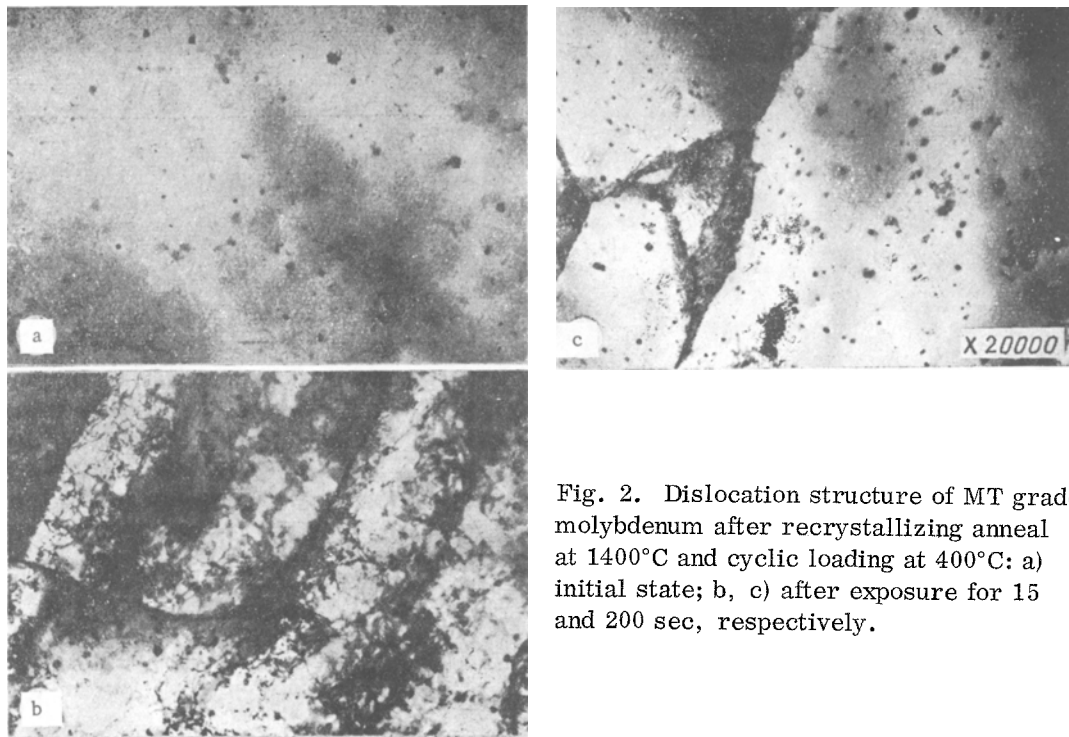 a
c
X 20000
b
Fig. 2. Dislocation structure of MT grad
molybdenum after recrystallizing anneal
at 1400°C and cyclic loading at 400°C: a)
initial state; b, c) after exposure for 15
and 200 sec, respectively.